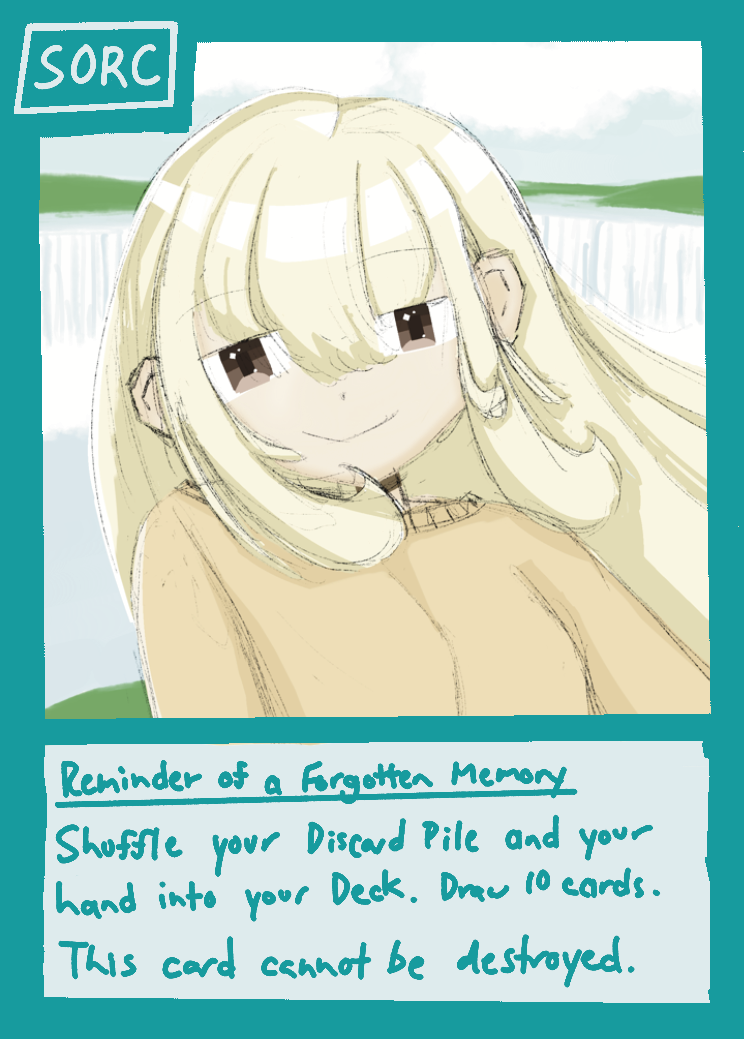 SORC
Reminder of a Forgotten Memory
Shuffle your Discard Pile and your
hand into your Deck. Draw 10 cards.
This card cannot be destroyed.